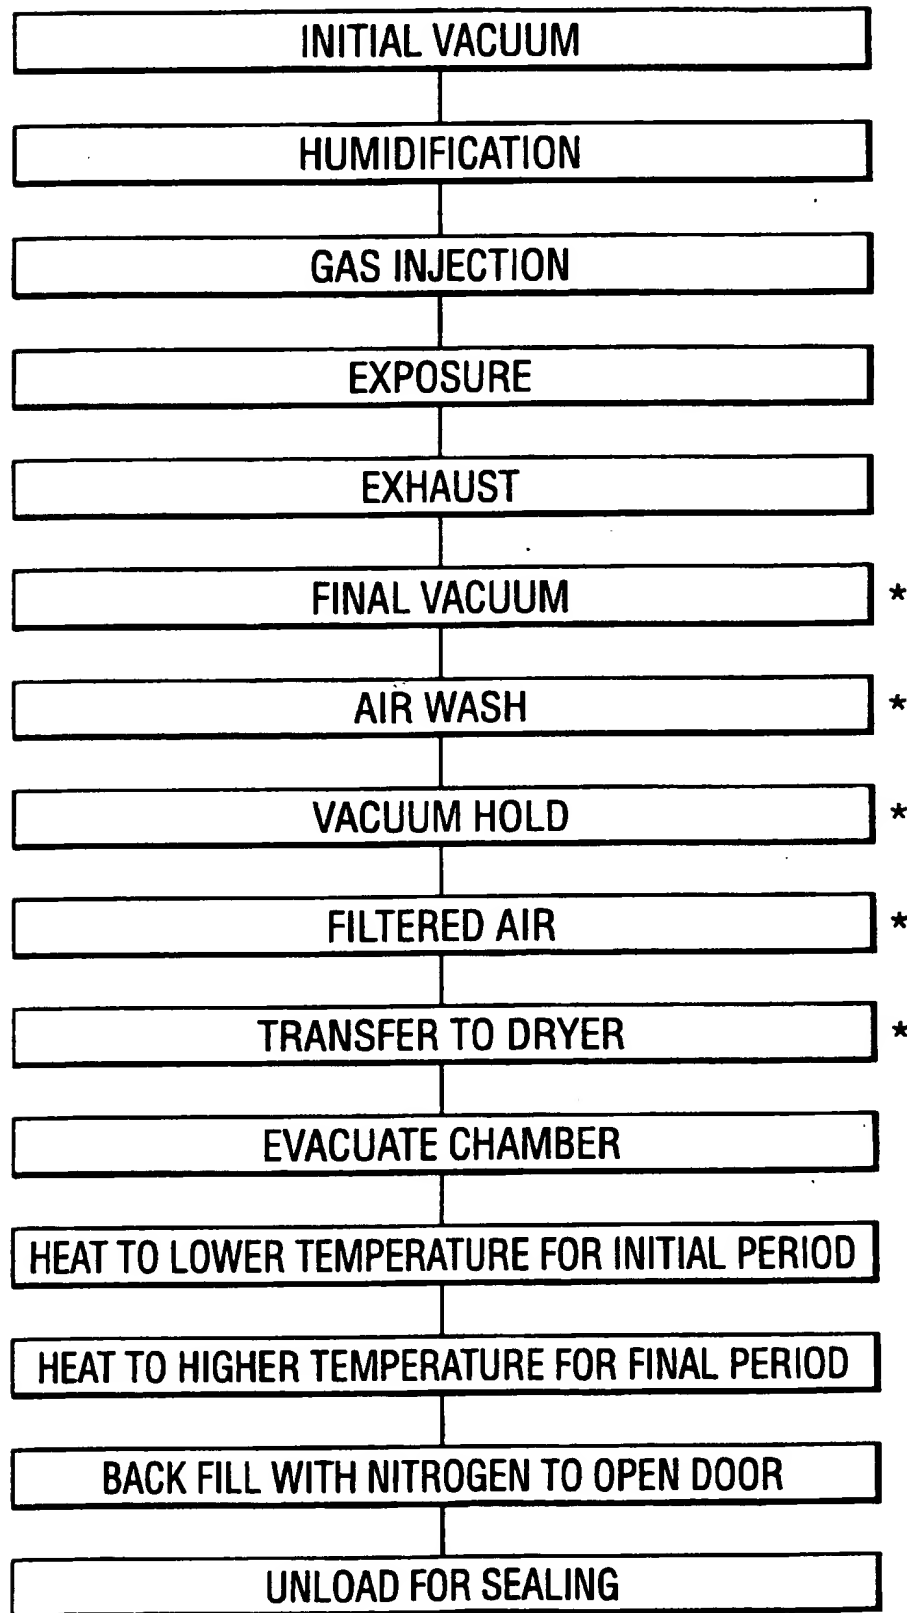 INITIAL VACUUM
HUMIDIFICATION
GAS INJECTION
EXPOSURE
EXHAUST
FINAL VACUUM *
AIR WASH *
VACUUM HOLD *
FILTERED AIR *
TRANSFER TO DRYER *
EVACUATE CHAMBER
HEAT TO LOWER TEMPERATURE FOR INITIAL PERIOD
HEAT TO HIGHER TEMPERATURE FOR FINAL PERIOD
BACK FILL WITH NITROGEN TO OPEN DOOR
UNLOAD FOR SEALING